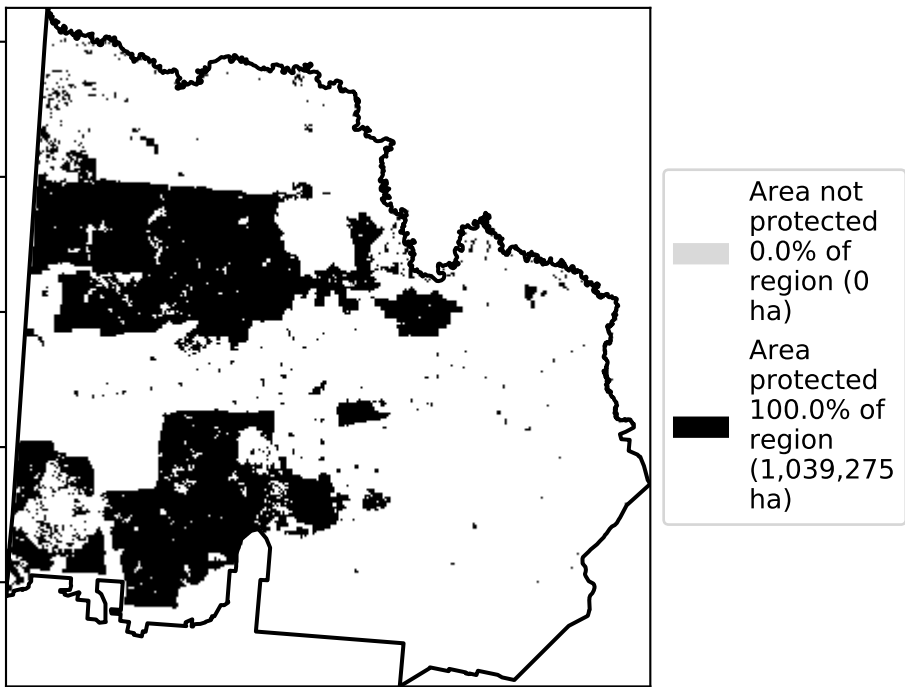 Area not
protected
0.0% of
region (0
ha)
Area
protected
100.0% of
region
(1,039,275
ha)